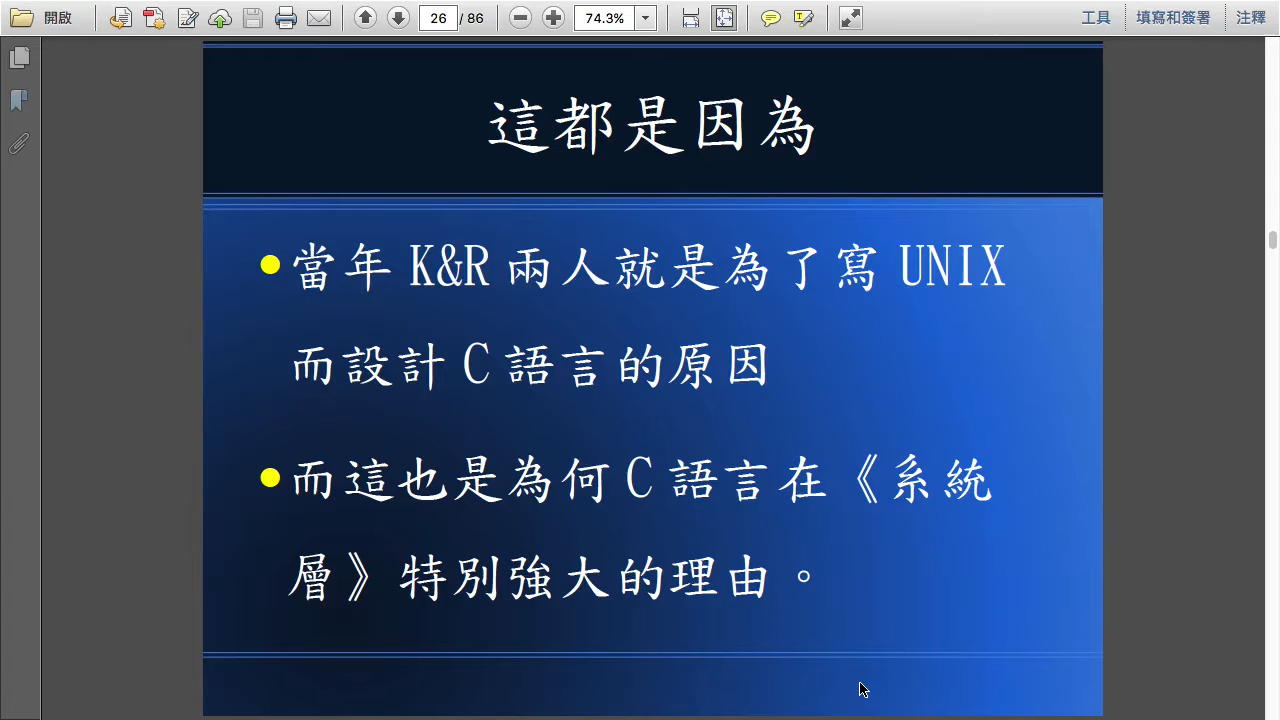 開啟
26 / 86
74.3%
工具
填寫和簽署
注釋
這都是因為
當年 K&R 兩人就是為了寫 UNIX
而設計 C 語言的原因
而這也是為何 C 語言在《系統
層》特別強大的理由。